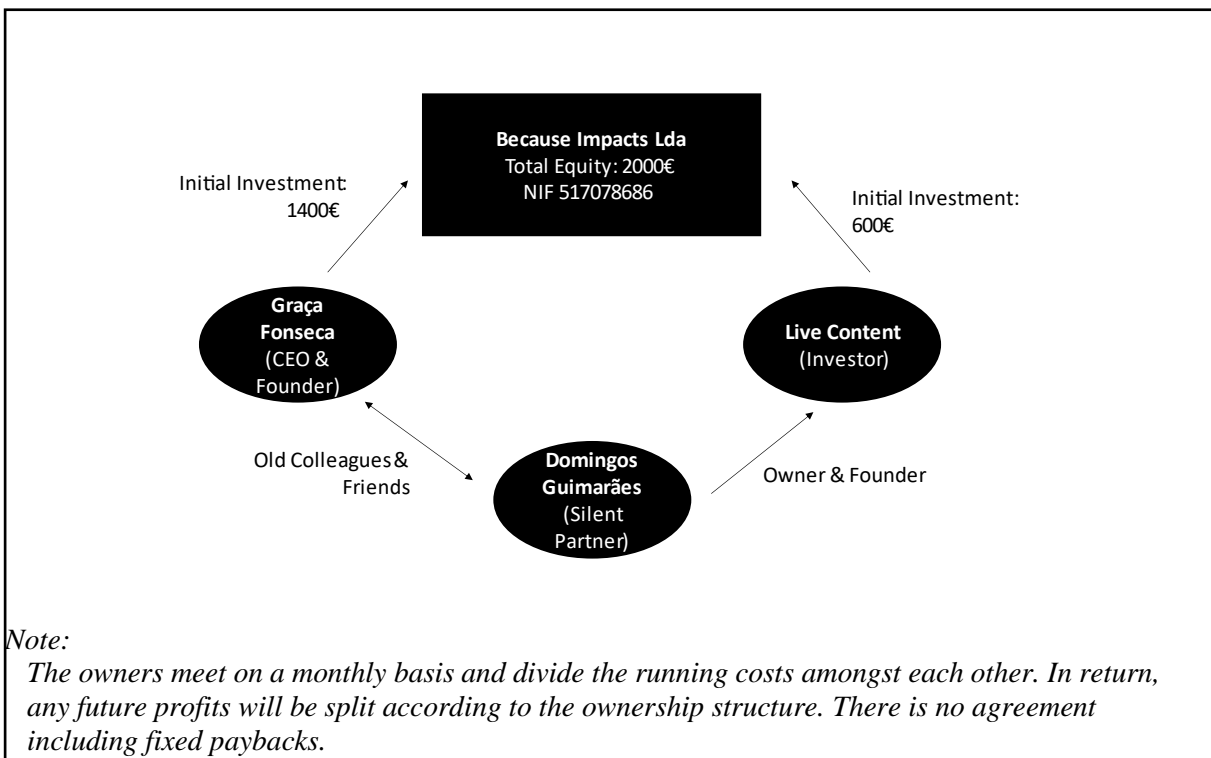 Because Impacts Lda
Total Equity: 2000€
NIF 517078686
Initial Investment:
1400€
Initial Investment:
600€
Graça
Fonseca
(CEO &
Founder)
Live Content
(Investor)
Old Colleagues &
Friends
Domingos
Guimarães
(Silent
Partner)
Owner & Founder
Note:
The owners meet on a monthly basis and divide the running costs amongst each other. In return,
any future profits will be split according to the ownership structure. There is no agreement
including fixed paybacks.